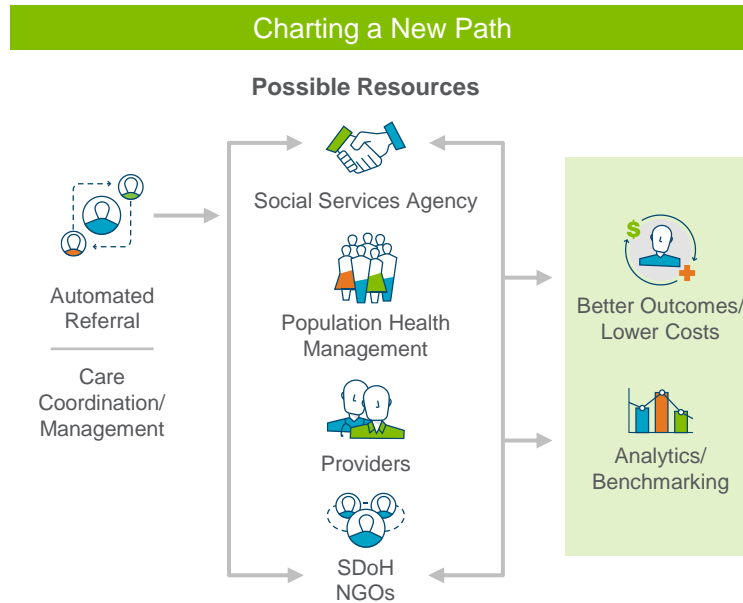 Charting a New Path
Possible Resources
Automated
Referral
Care
Coordination/
Management
Social Services Agency
Population Health
Management
Providers
SDoH
NGOs
$
Better Outcomes/
Lower Costs
Analytics/
Benchmarking